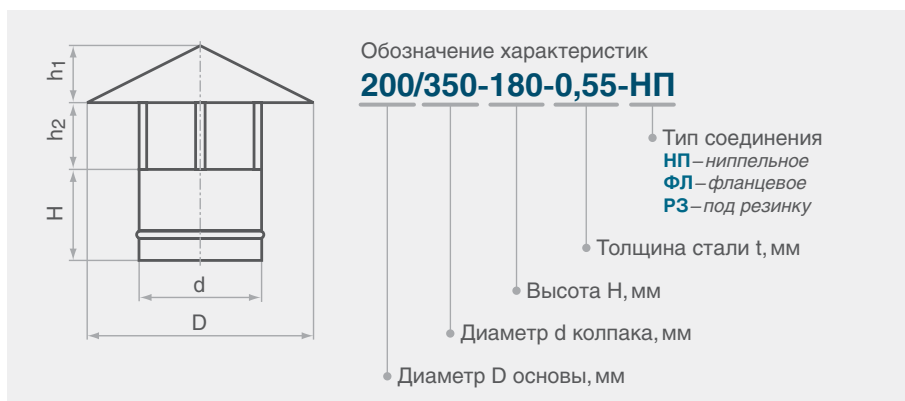 Обозначение характеристик
200/350-180-0,55-НП
h1
h2
H
d
D
Тип соединения
НП–ниппельное
ФЛ–фланцевое
РЗ–под резинку
Толщина стали t, мм
Высота H, мм
Диаметр d колпака, мм
Диаметр D основы, мм